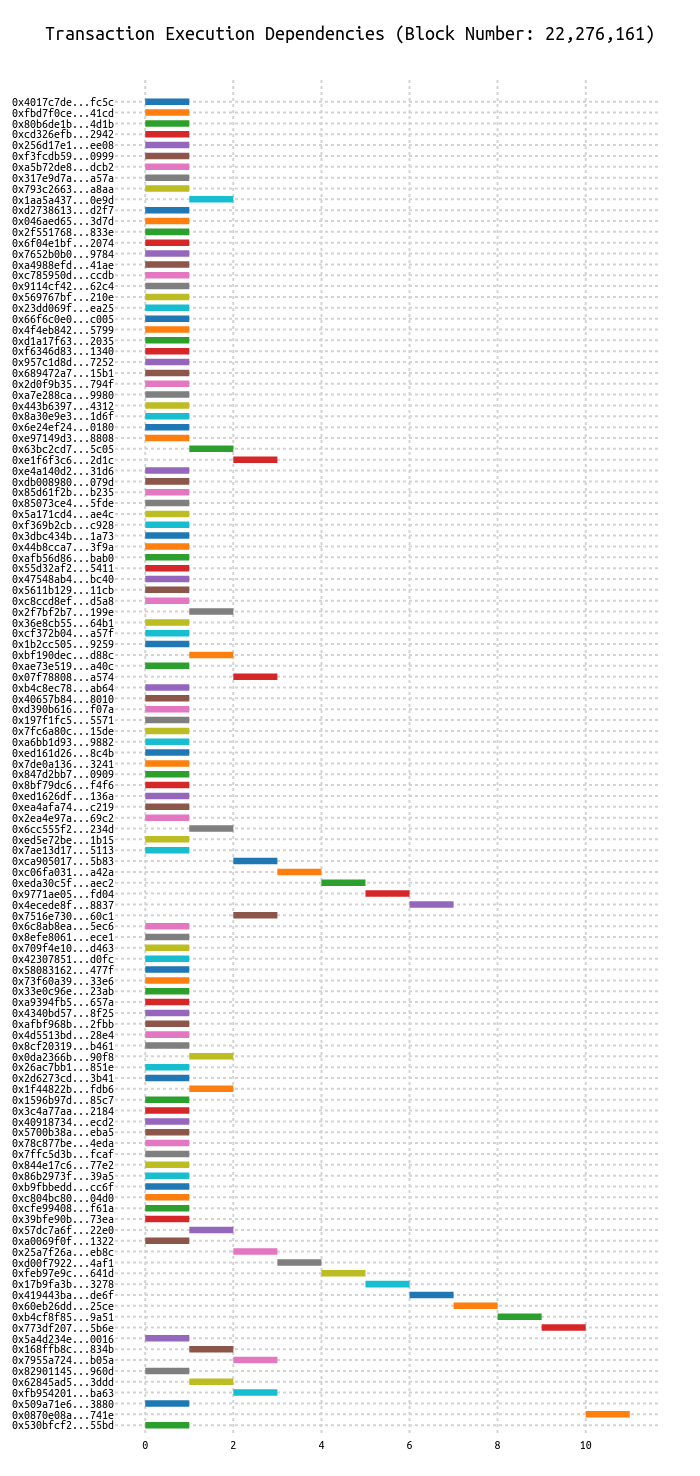 Transaction Execution Dependencies (Block Number: 22,276,161)
0x4017c7de...fc5c
0xfbd7f0ce...41cd
0x80b6de1b...4d1b
0xcd326efb...2942
0x256d17e1...ee08
0xf3fcdb59...0999
0xa5b72de8...dcb2
0x317e9d7a...a57a
0x793c2663...a8aa
0x1aa5a437...0e9d
0xd2738613...d2f7
0x046aed65...3d7d
0x2f551768...833e
0x6f04e1bf...2074
0x7652b0b0...9784
0xa4988efd...41ae
0xc785950d...ccdb
0x9114cf42...62c4
0x569767bf...210e
0x23dd069f...ea25
0x66f6c0e0...c005
0x4f4eb842...5799
0xd1a17f63...2035
0xf6346d83...1340
0x957c1d8d...7252
0x689472a7...15b1
0x2d0f9b35...794f
0xa7e288ca...9980
0x443b6397...4312
0x8a30e9e3...1d6f
0x6e24ef24...0180
0xe97149d3...8808
0x63bc2cd7...5c05
0xe1f6f3c6...2d1c
0xe4a140d2...31d6
0xdb008980...079d
0x85d61f2b...b235
0x85073ce4...5fde
0x5a171cd4...ae4c
0xf369b2cb...c928
0x3dbc434b...1a73
0x44b8cca7...3f9a
0xafb56d86...bab0
0x55d32af2...5411
0x47548ab4...bc40
0x5611b129...11cb
0xc8ccd8ef...d5a8
0x2f7bf2b7...199e
0x36e8cb55...64b1
0xcf372b04...a57f
0x1b2cc505...9259
0xbf190dec...d88c
0xae73e519...a40c
0x07f78808...a574
0xb4c8ec78...ab64
0x40657b84...8010
0xd390b616...f07a
0x197f1fc5...5571
0x7fc6a80c...15de
0xa6bb1d93...9882
0xed161d26...8c4b
0x7de0a136...3241
0x847d2bb7...0909
0x8bf79dc6...f4f6
0xed1626df...136a
0xea4afa74...c219
0x2ea4e97a...69c2
0x6cc555f2...234d
0xed5e72be...1b15
0x7ae13d17...5113
0xca905017...5b83
0xc06fa031...a42a
0xeda30c5f...aec2
0x9771ae05...fd04
0x4ecede8f...8837
0x7516e730...60c1
0x6c8ab8ea...5ec6
0x8efe8061...ece1
0x709f4e10...d463
0x42307851...d0fc
0x58083162...477f
0x73f60a39...33e6
0x33e0c96e...23ab
0xa9394fb5...657a
0x4340bd57...8f25
0xafbf968b...2fbb
0x4d5513bd...28e4
0x8cf20319...b461
0x0da2366b...90f8
0x26ac7bb1...851e
0x2d6273cd...3b41
0x1f44822b...fdb6
0x1596b97d...85c7
0x3c4a77aa...2184
0x40918734...ecd2
0x5700b38a...eba5
0x78c877be...4eda
0x7ffc5d3b...fcaf
0x844e17c6...77e2
0x86b2973f...39a5
0xb9fbbedd...cc6f
0xc804bc80...04d0
0xcfe99408...f61a
0x39bfe90b...73ea
0x57dc7a6f...22e0
0xa0069f0f...1322
0x25a7f26a...eb8c
0xd00f7922...4af1
0xfeb97e9c...641d
0x17b9fa3b...3278
0x419443ba...de6f
0x60eb26dd...25ce
0xb4cf8f85...9a51
0x773df207...5b6e
0x5a4d234e...0016
0x168ffb8c...834b
0x7955a724...b05a
0x82901145...960d
0x62845ad5...3ddd
0xfb954201...ba63
0x509a71e6...3880
0x0870e08a...741e
0x530bfcf2...55bd
0 2 4 6 8 10